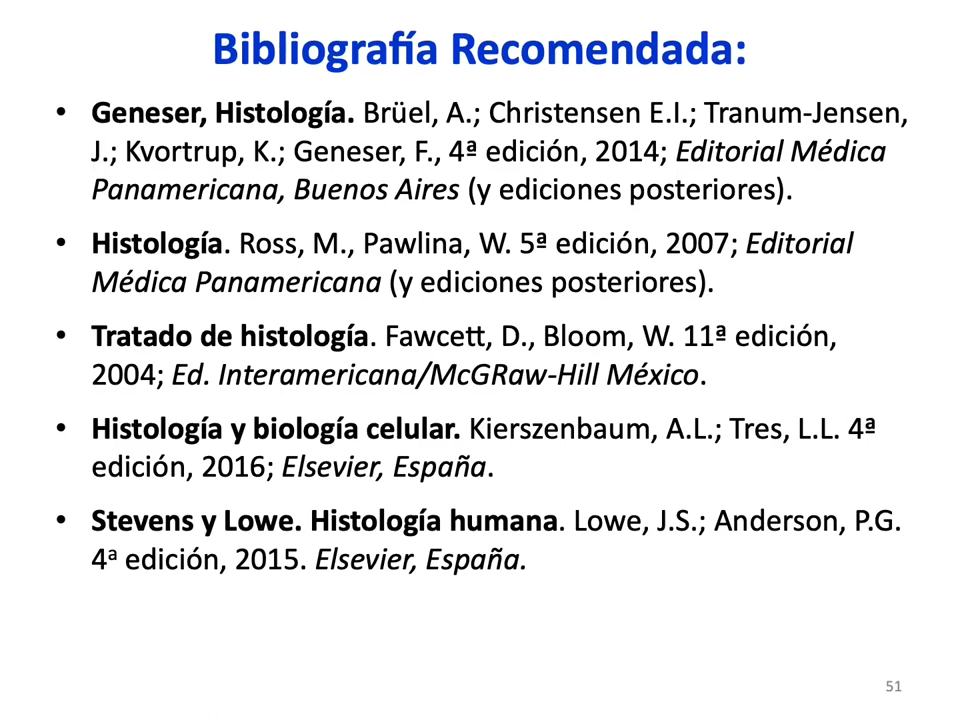 Bibliografía Recomendada:
• Geneser, Histología. Brüel, A.; Christensen E.I.; Tranum-Jensen,
J.; Kvortrup, K.; Geneser, F., 4ª edición, 2014; Editorial Médica
Panamericana, Buenos Aires (y ediciones posteriores).
• Histología. Ross, M., Pawlina, W. 5ª edición, 2007; Editorial
Médica Panamericana (y ediciones posteriores).
• Tratado de histología. Fawcett, D., Bloom, W. 11ª edición,
2004; Ed. Interamericana/McGRaw-Hill México.
• Histología y biología celular. Kierszenbaum, A.L.; Tres, L.L. 4ª
edición, 2016; Elsevier, España.
• Stevens y Lowe. Histología humana. Lowe, J.S.; Anderson, P.G.
4ª edición, 2015. Elsevier, España.
51